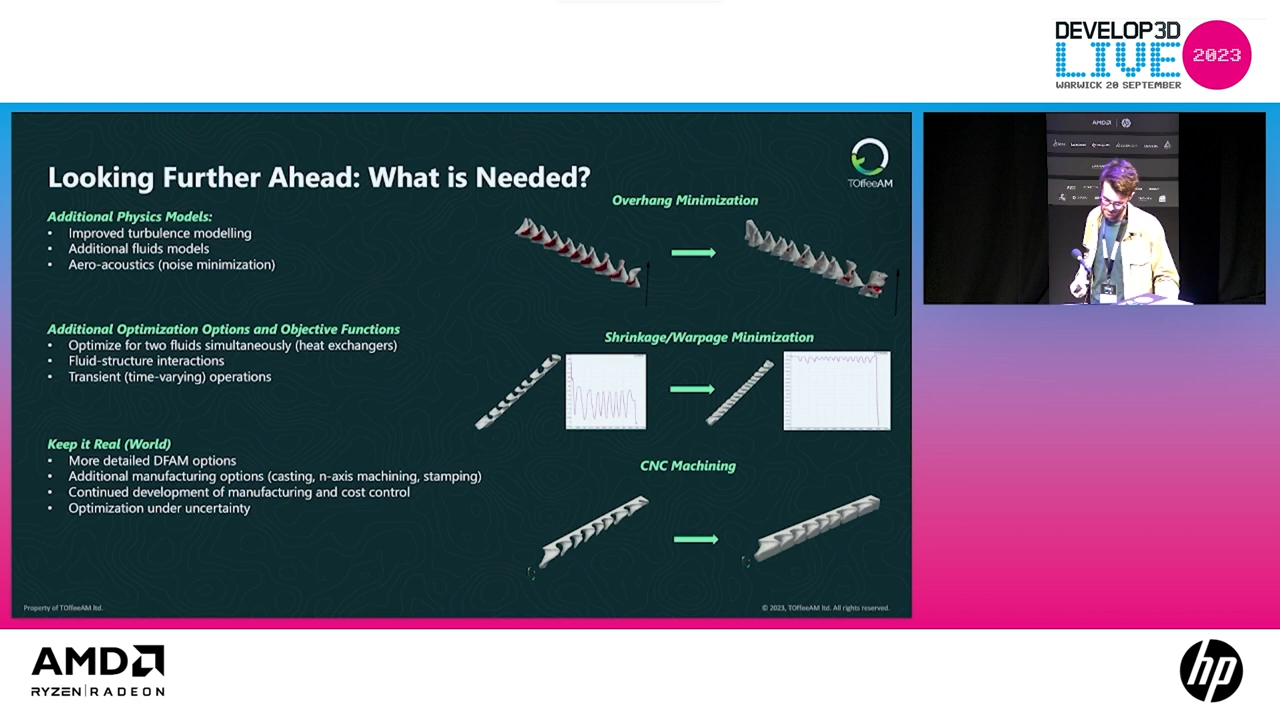 DEVELOP3D
LIVE
2023
WARWICK 20 SEPTEMBER
TOffeeAM
Looking Further Ahead: What is Needed?
Additional Physics Models:
• Improved turbulence modelling
• Additional fluids models
• Aero-acoustics (noise minimization)
Additional Optimization Options and Objective Functions
• Optimize for two fluids simultaneously (heat exchangers)
• Fluid-structure interactions
• Transient (time-varying) operations
Keep it Real (World)
• More detailed DFAM options
• Additional manufacturing options (casting, n-axis machining, stamping)
• Continued development of manufacturing and cost control
• Optimization under uncertainty
Overhang Minimization
Shrinkage/Warpage Minimization
CNC Machining
Property of TOffeeAM ltd.
© 2023, TOffeeAM ltd. All rights reserved.
AMD
hp
AMD
RYZEN | RADEON
hp